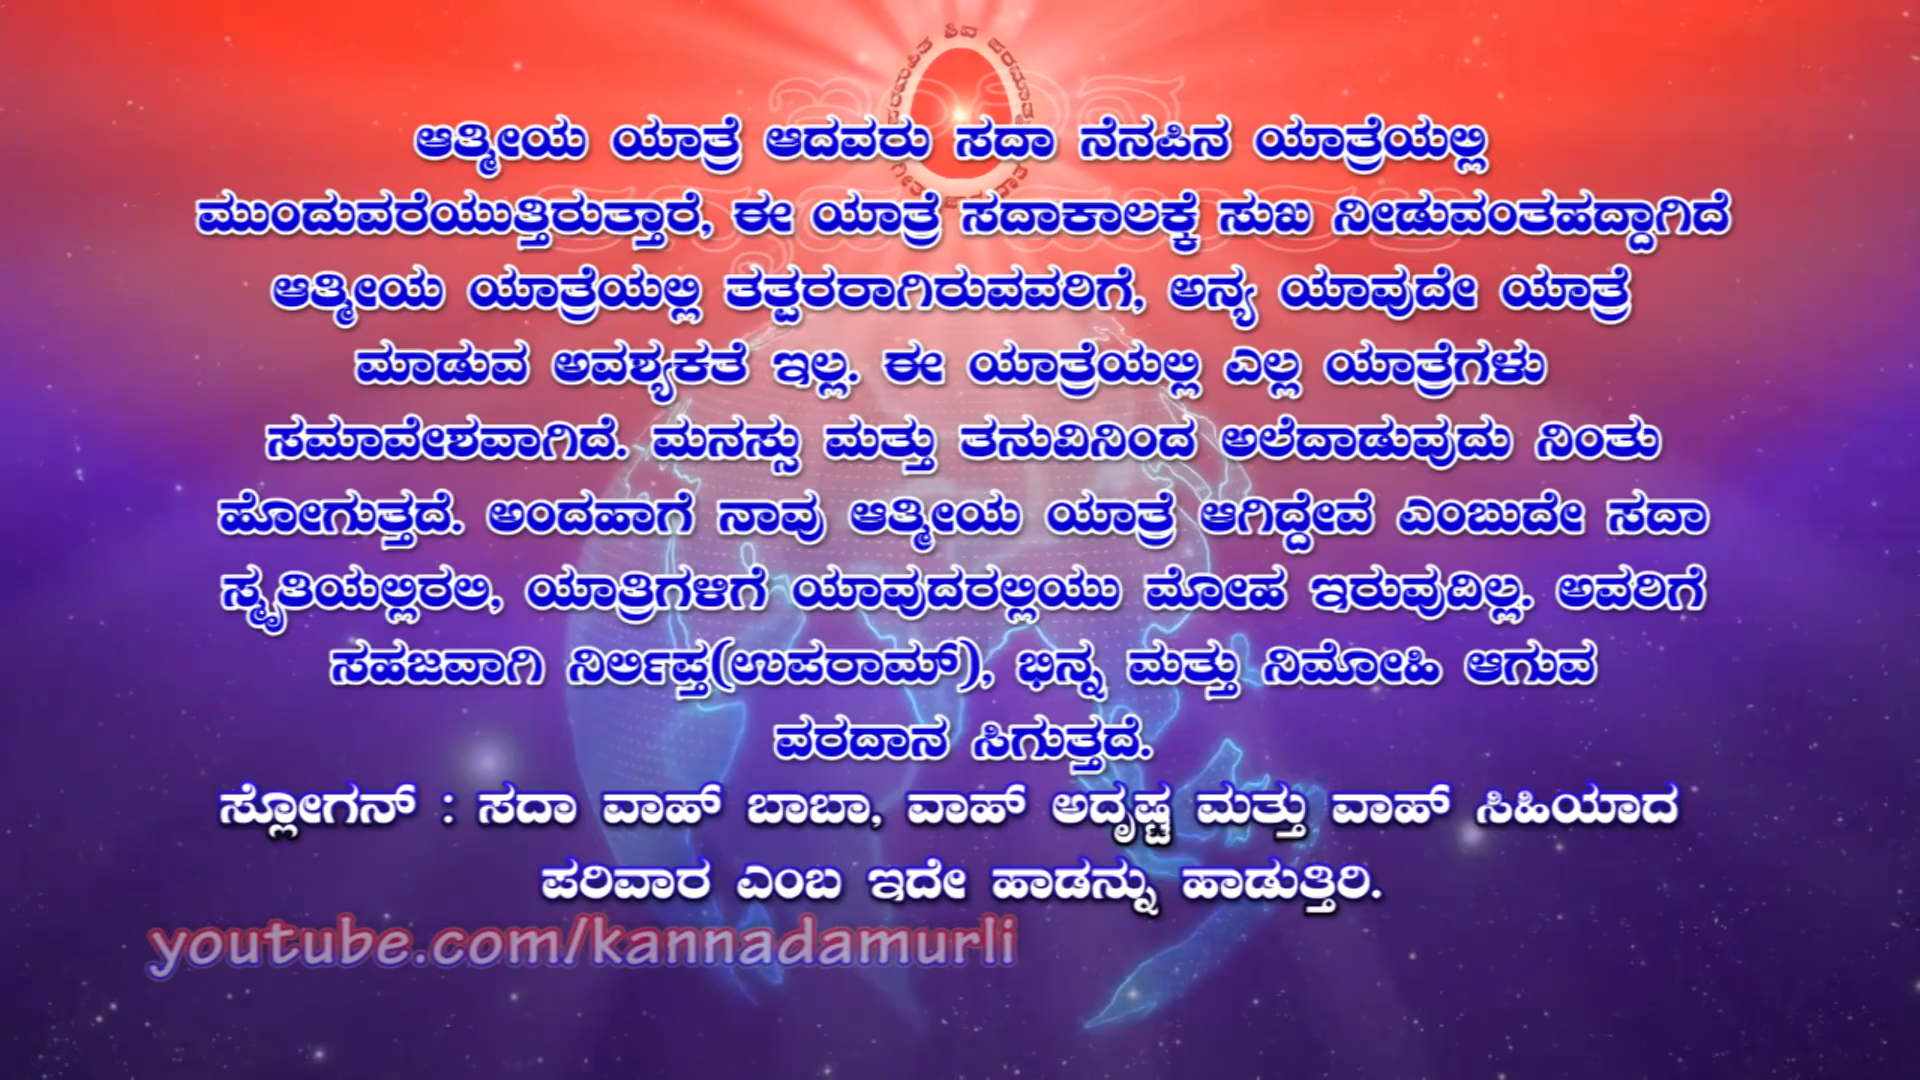 ಪರಮಪಿತ ಶಿವ ಪರಮಾತ್ಮ
ಆತ್ಮೀಯ ಯಾತ್ರೆ ಆದವರು ಸದಾ ನೆನಪಿನ ಯಾತ್ರೆಯಲ್ಲಿ
ಮುಂದುವರೆಯುತ್ತಿರುತ್ತಾರೆ, ಈ ಯಾತ್ರೆ ಸದಾಕಾಲಕ್ಕೆ ಸುಖ ನೀಡುವಂತಹದ್ದಾಗಿದೆ
ಆತ್ಮೀಯ ಯಾತ್ರೆಯಲ್ಲಿ ತತ್ಪರರಾಗಿರುವವರಿಗೆ, ಅನ್ಯ ಯಾವುದೇ ಯಾತ್ರೆ
ಮಾಡುವ ಅವಶ್ಯಕತೆ ಇಲ್ಲ. ಈ ಯಾತ್ರೆಯಲ್ಲಿ ಎಲ್ಲ ಯಾತ್ರೆಗಳು
ಸಮಾವೇಶವಾಗಿದೆ. ಮನಸ್ಸು ಮತ್ತು ತನುವಿನಿಂದ ಅಲೆದಾಡುವುದು ನಿಂತು
ಹೋಗುತ್ತದೆ. ಅಂದಹಾಗೆ ನಾವು ಆತ್ಮೀಯ ಯಾತ್ರೆ ಆಗಿದ್ದೇವೆ ಎಂಬುದೇ ಸದಾ
ಸ್ಮೃತಿಯಲ್ಲಿರಲಿ, ಯಾತ್ರಿಗಳಿಗೆ ಯಾವುದರಲ್ಲಿಯು ಮೋಹ ಇರುವುದಿಲ್ಲ. ಅವರಿಗೆ
ಸಹಜವಾಗಿ ನಿರ್ಲಿಪ್ತ(ಉಪರಾಮ್), ಭಿನ್ನ ಮತ್ತು ನಿಮೋಹಿ ಆಗುವ
ವರದಾನ ಸಿಗುತ್ತದೆ.
ಸ್ಲೋಗನ್ : ಸದಾ ವಾಹ್ ಬಾಬಾ, ವಾಹ್ ಅದೃಷ್ಟ ಮತ್ತು ವಾಹ್ ಸಿಹಿಯಾದ
ಪರಿವಾರ ಎಂಬ ಇದೇ ಹಾಡನ್ನು ಹಾಡುತ್ತಿರಿ.
youtube.com/kannadamurli